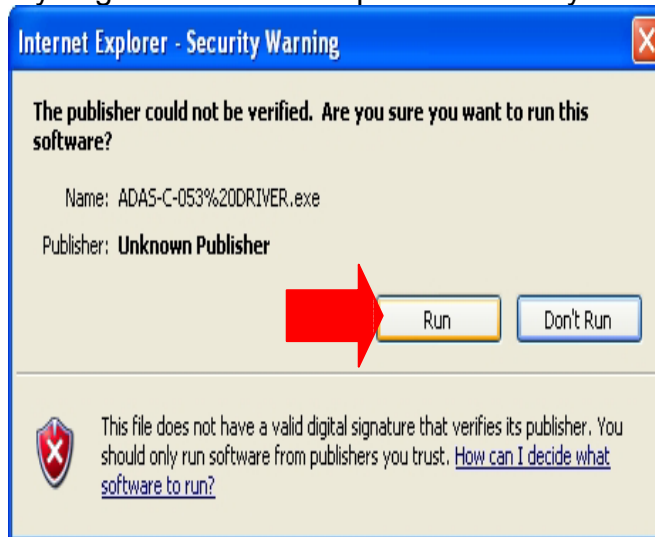 Internet Explorer - Security Warning
The publisher could not be verified. Are you sure you want to run this
software?
Name: ADAS-C-053%20DRIVER.exe
Publisher: Unknown Publisher
Run Don't Run
This file does not have a valid digital signature that verifies its publisher. You
should only run software from publishers you trust. How can I decide what
software to run?